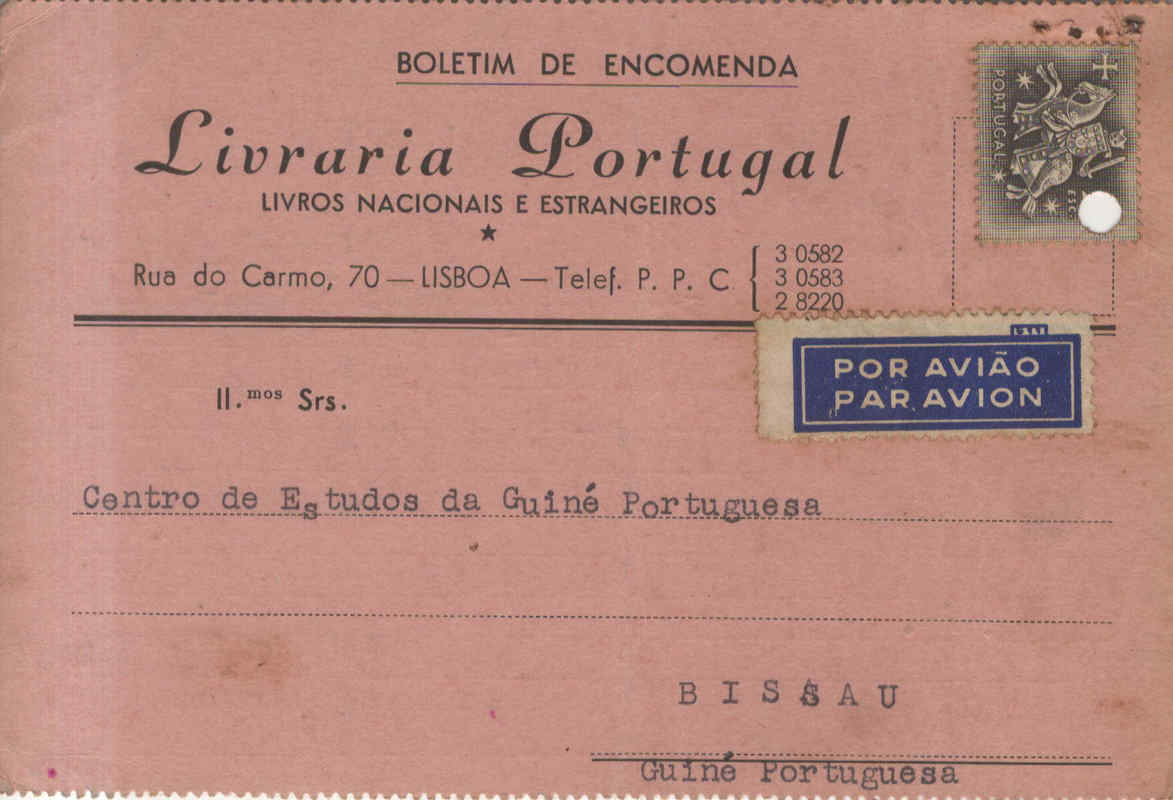 BOLETIM DE ENCOMENDA
Livraria Portugal
LIVROS NACIONAIS E ESTRANGEIROS
Rua do Carmo, 70 — LISBOA — Telef. P. P. C. { 3 0582
3 0583
2 8220
PORTUGAL
ESC.
POR AVIÃO
PAR AVION
Il.mos Srs.
Centro de Estudos da Guiné Portuguesa
BISSAU
Guiné Portuguesa